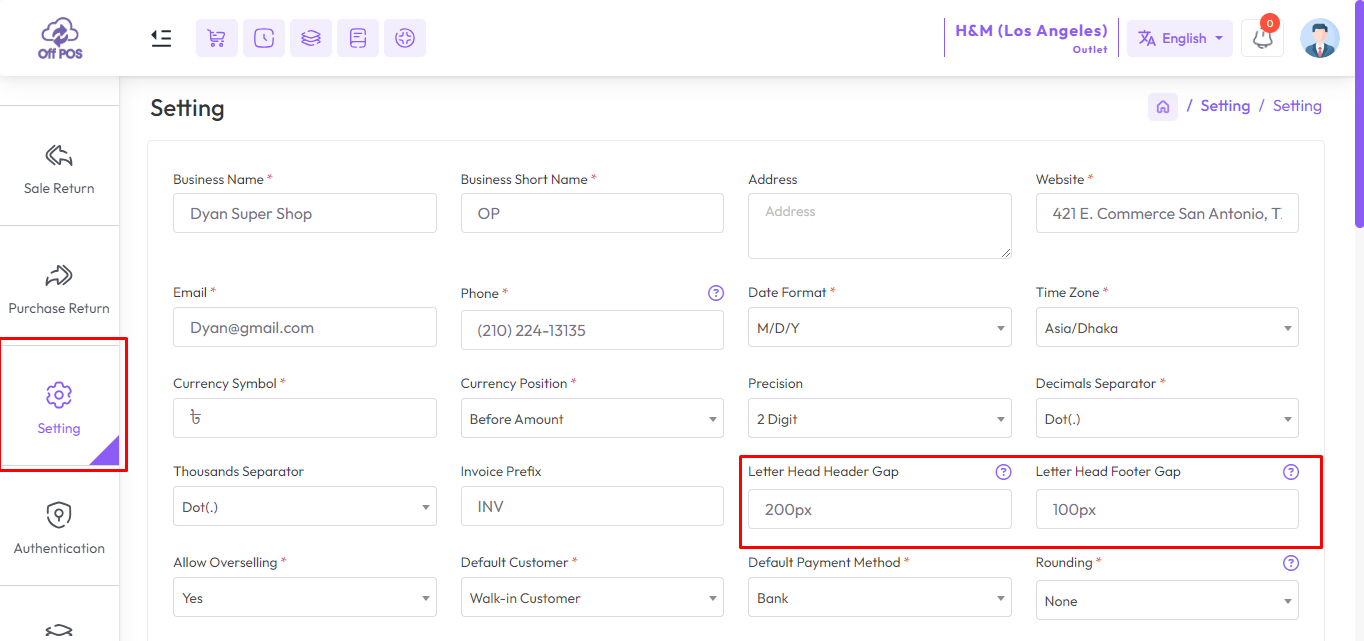 Off POS
H&M (Los Angeles)
Outlet
English
0
Setting
/ Setting / Setting
Sale Return
Purchase Return
Setting
Authentication
Business Name *
Business Short Name *
Address
Website *
Dyan Super Shop
OP
Address
421 E. Commerce San Antonio, T.
Email *
Phone *
?
Date Format *
Time Zone *
Dyan@gmail.com
(210) 224-13135
M/D/Y
Asia/Dhaka
Currency Symbol *
Currency Position *
Precision
Decimals Separator *
৳
Before Amount
2 Digit
Dot(.)
Thousands Separator
Invoice Prefix
Letter Head Header Gap
?
Letter Head Footer Gap
?
Dot(.)
INV
200px
100px
Allow Overselling *
Default Customer *
Default Payment Method *
Rounding *
?
Yes
Walk-in Customer
Bank
None